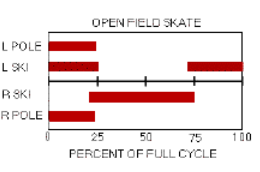 OPEN FIELD SKATE
L POLE
L SKI
R SKI
R POLE
0 25 50 75 100
PERCENT OF FULL CYCLE